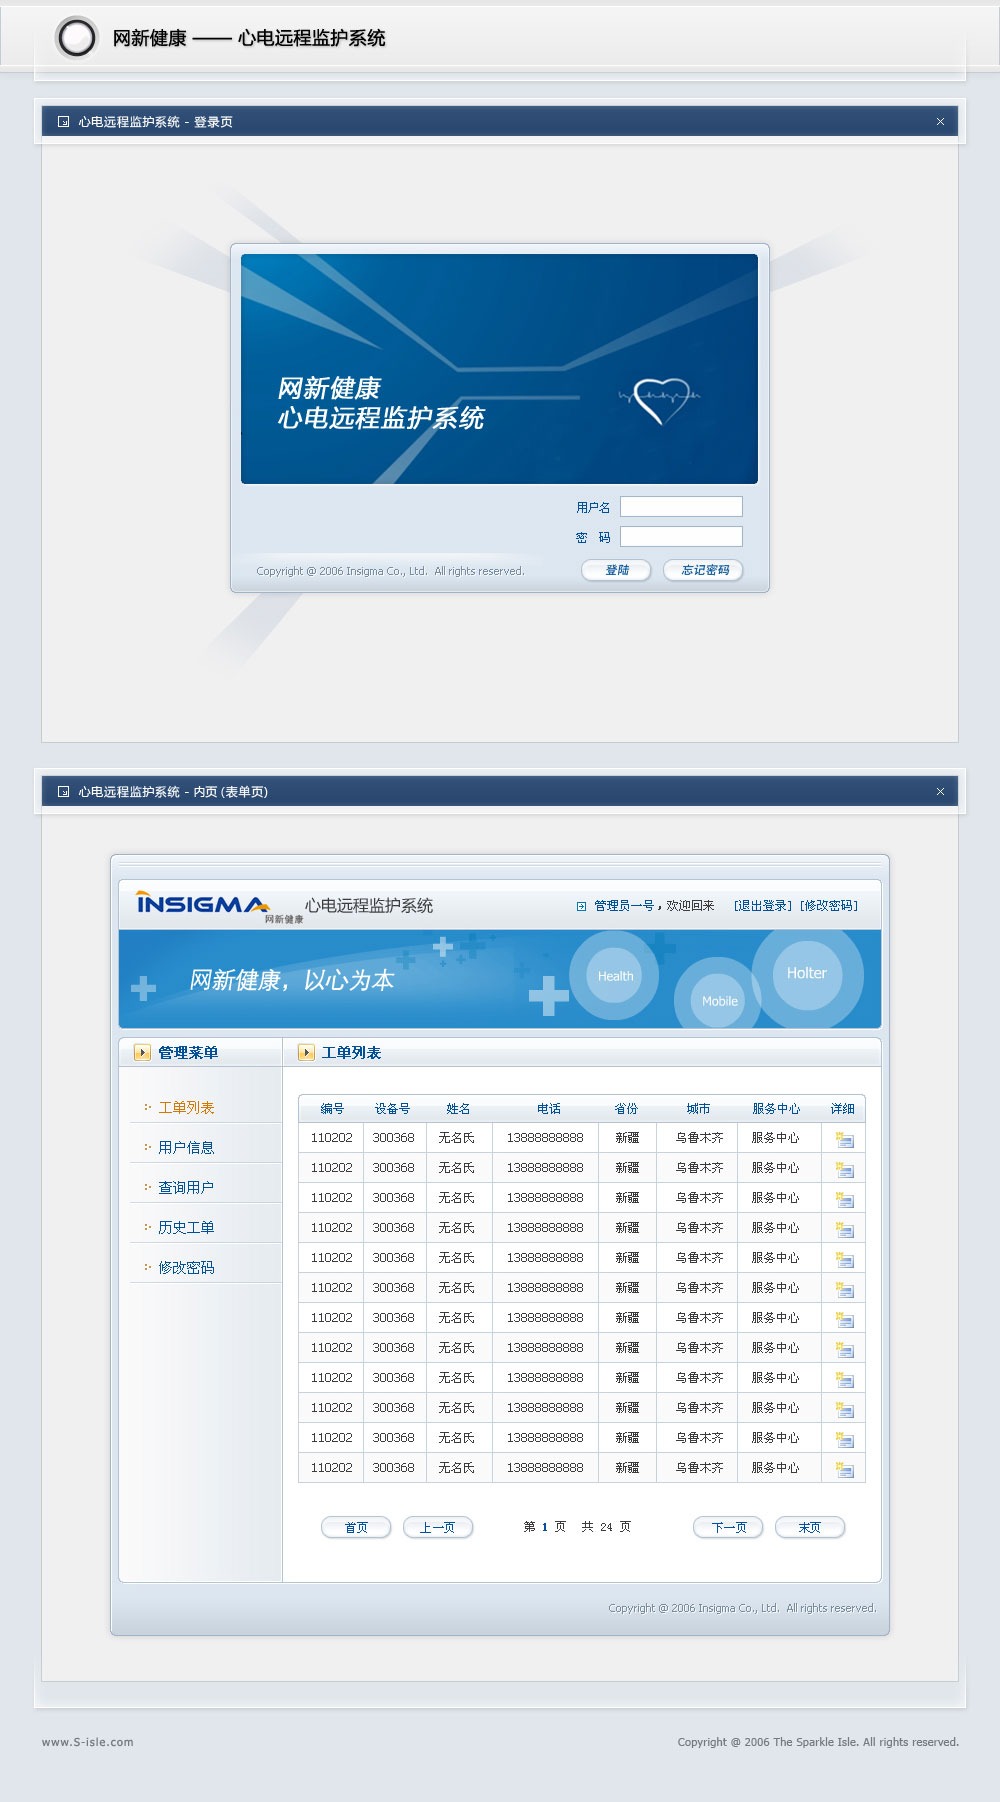 网新健康 —— 心电远程监护系统
心电远程监护系统 - 登录页
网新健康
心电远程监护系统
用户名
密 码
Copyright @ 2006 Insigma Co., Ltd. All rights reserved.
登陆 忘记密码
心电远程监护系统 - 内页 (表单页)
INSIGMA 网新健康 心电远程监护系统
管理员一号，欢迎回来 [退出登录] [修改密码]
网新健康，以心为本
Health
Mobile
Holter
管理菜单
工单列表
用户信息
查询用户
历史工单
修改密码
工单列表
编号 设备号 姓名 电话 省份 城市 服务中心 详细
110202 300368 无名氏 13888888888 新疆 乌鲁木齐 服务中心
110202 300368 无名氏 13888888888 新疆 乌鲁木齐 服务中心
110202 300368 无名氏 13888888888 新疆 乌鲁木齐 服务中心
110202 300368 无名氏 13888888888 新疆 乌鲁木齐 服务中心
110202 300368 无名氏 13888888888 新疆 乌鲁木齐 服务中心
110202 300368 无名氏 13888888888 新疆 乌鲁木齐 服务中心
110202 300368 无名氏 13888888888 新疆 乌鲁木齐 服务中心
110202 300368 无名氏 13888888888 新疆 乌鲁木齐 服务中心
110202 300368 无名氏 13888888888 新疆 乌鲁木齐 服务中心
110202 300368 无名氏 13888888888 新疆 乌鲁木齐 服务中心
110202 300368 无名氏 13888888888 新疆 乌鲁木齐 服务中心
110202 300368 无名氏 13888888888 新疆 乌鲁木齐 服务中心
首页 上一页 第 1 页 共 24 页 下一页 末页
Copyright @ 2006 Insigma Co., Ltd. All rights reserved.
www.S-isle.com
Copyright @ 2006 The Sparkle Isle. All rights reserved.